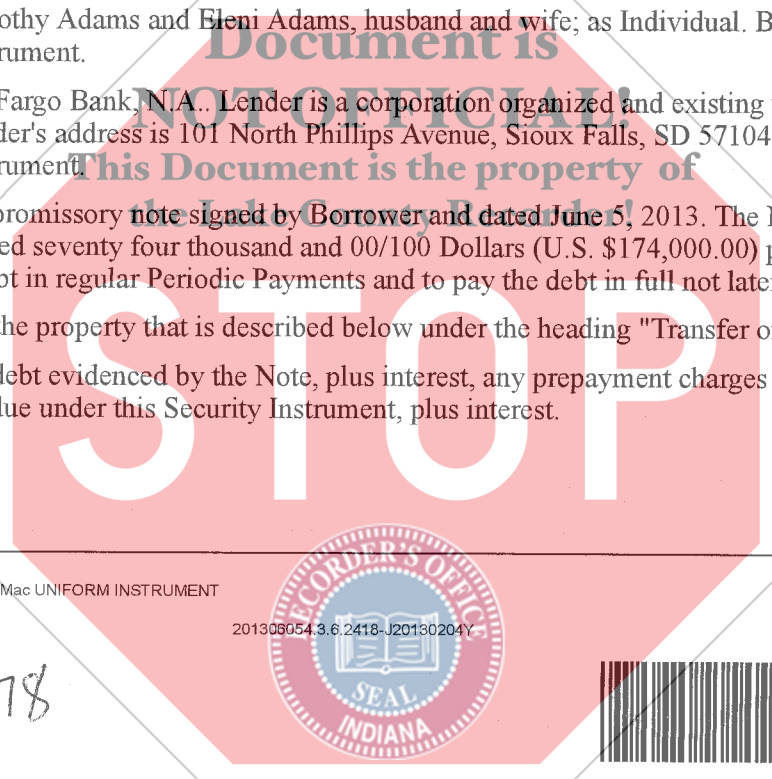 othy Adams and Eleni Adams, husband and wife; as Individual. B
Document is
rument.
Fargo Bank, N.A.. Lender is a corporation organized and existing
NOT OFFICIAL!
der's address is 101 North Phillips Avenue, Sioux Falls, SD 57104
rument.
This Document is the property of
promissory note signed by Borrower and dated June 5, 2013. The N
the Lake County Recorder!
ed seventy four thousand and 00/100 Dollars (U.S. $174,000.00) p
bt in regular Periodic Payments and to pay the debt in full not later
the property that is described below under the heading "Transfer o
debt evidenced by the Note, plus interest, any prepayment charges
due under this Security Instrument, plus interest.
STOP
Mac UNIFORM INSTRUMENT
RECORDER'S OFFICE
201306054.3.6.2418-J20130204Y
SEAL
INDIANA
78